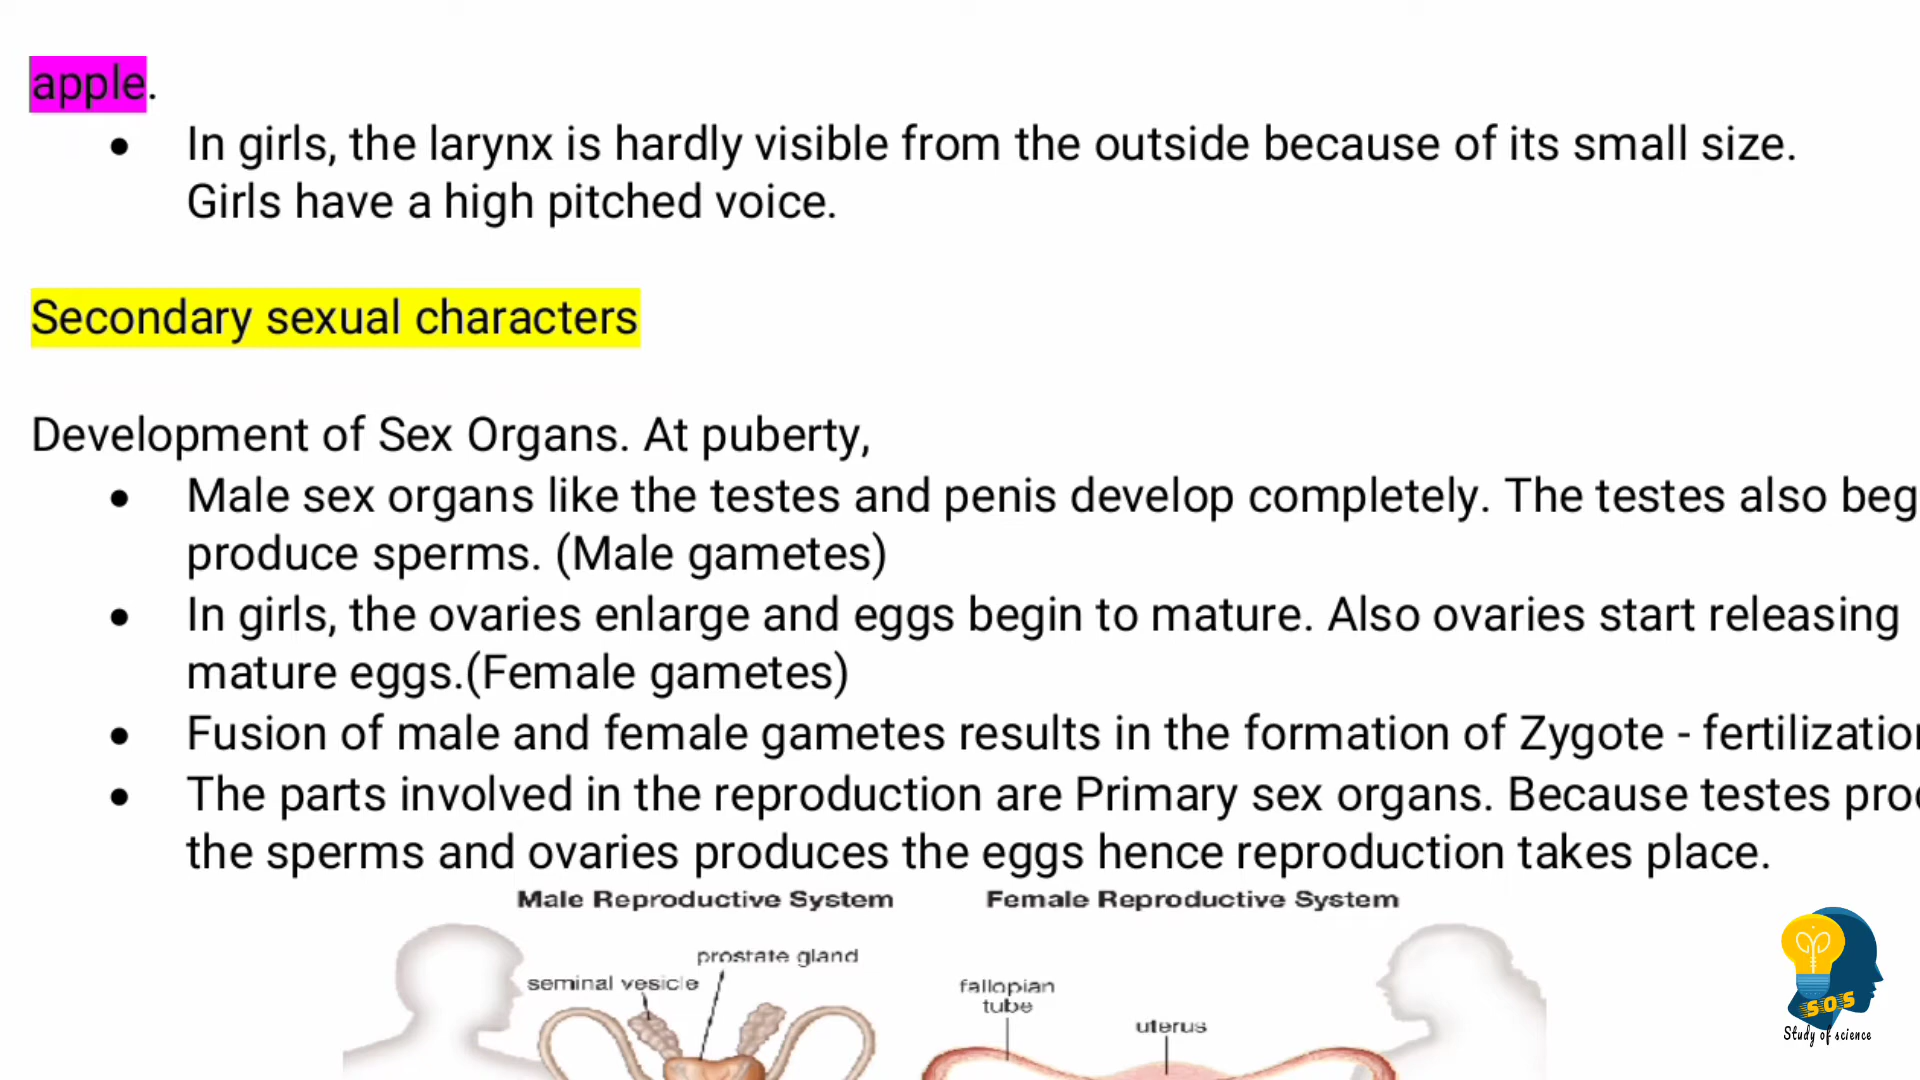 apple.
• In girls, the larynx is hardly visible from the outside because of its small size.
Girls have a high pitched voice.
Secondary sexual characters
Development of Sex Organs. At puberty,
• Male sex organs like the testes and penis develop completely. The testes also beg
produce sperms. (Male gametes)
• In girls, the ovaries enlarge and eggs begin to mature. Also ovaries start releasing
mature eggs.(Female gametes)
• Fusion of male and female gametes results in the formation of Zygote - fertilization
• The parts involved in the reproduction are Primary sex organs. Because testes proc
the sperms and ovaries produces the eggs hence reproduction takes place.
Male Reproductive System Female Reproductive System
prostate gland
seminal vesicle
fallopian
tube
uterus
SOS
Study of science